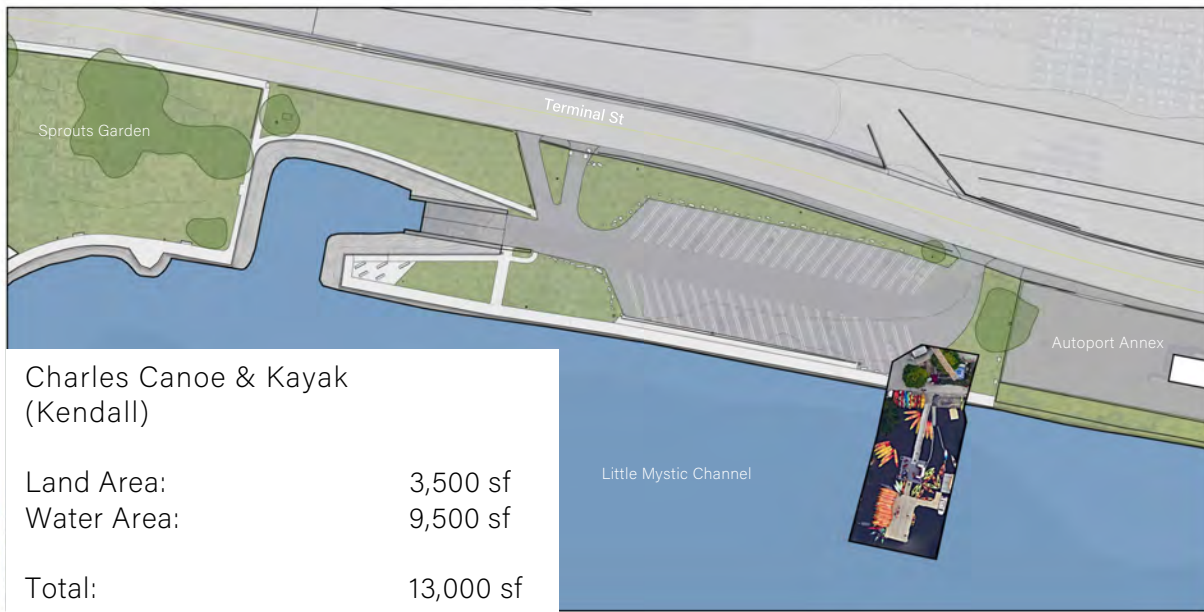 Terminal St
Sprouts Garden
Autoport Annex
Little Mystic Channel
Charles Canoe & Kayak
(Kendall)
Land Area: 3,500 sf
Water Area: 9,500 sf
Total: 13,000 sf